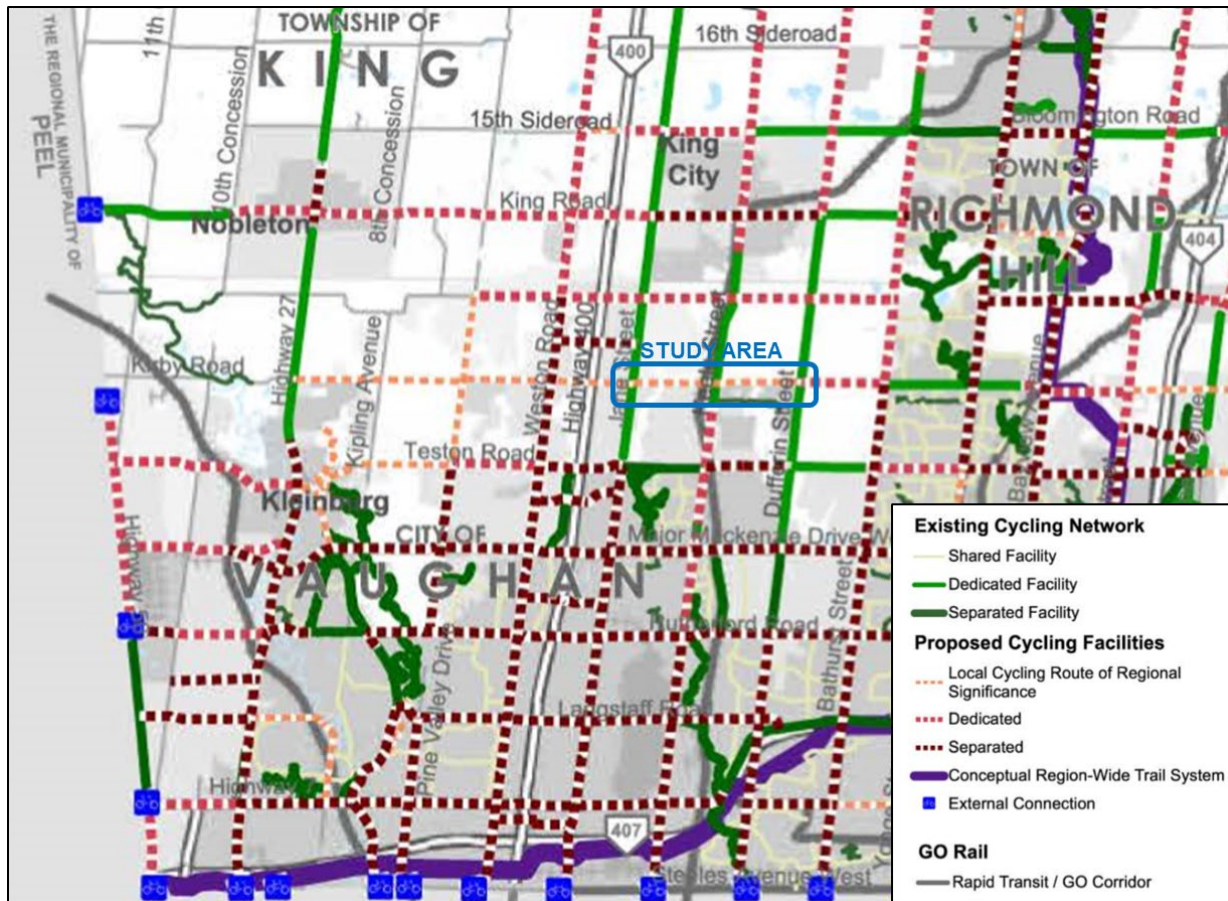 TOWNSHIP OF
KING
THE REGIONAL MUNICIPALITY OF
PEEL
11th
10th Concession
8th Concession
400
16th Sideroad
15th Sideroad
King
City
Bloomington Road
TOWN OF
RICHMOND
HILL
404
King Road
Nobleton
Highway 27
Kipling Avenue
Weston Road
Highway 400
Jane Street
Street
STUDY AREA
Kirby Road
Dufferin Street
Teston Road
Kleinburg
CITY OF
VAUGHAN
Major Mackenzie Drive
Rutherford Road
Bathurst Street
Pine Valley Drive
Langstaff Road
Highway
407
Steeles Avenue West
Existing Cycling Network
Shared Facility
Dedicated Facility
Separated Facility
Proposed Cycling Facilities
Local Cycling Route of Regional
Significance
Dedicated
Separated
Conceptual Region-Wide Trail System
External Connection
GO Rail
Rapid Transit / GO Corridor